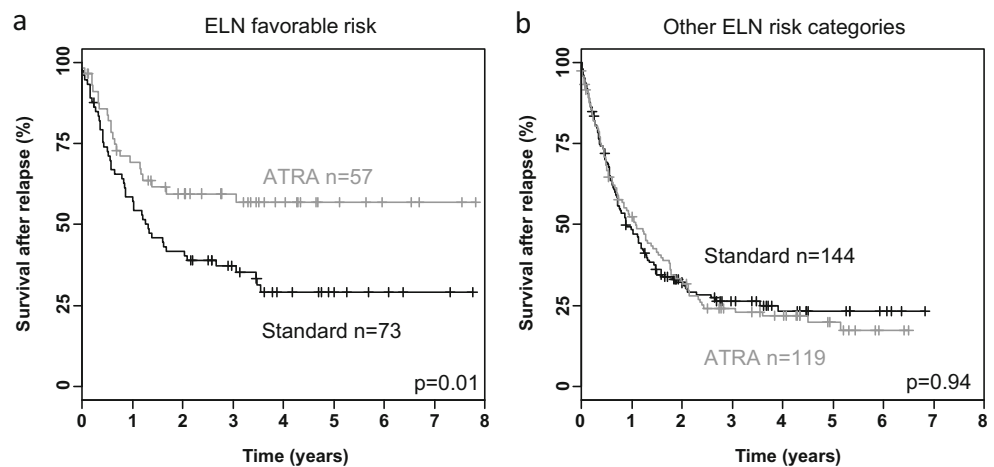 a
ELN favorable risk
Survival after relapse (%)
100
75
50
25
0
ATRA n=57
Standard n=73
p=0.01
0 1 2 3 4 5 6 7 8
Time (years)
b
Other ELN risk categories
Survival after relapse (%)
100
75
50
25
0
Standard n=144
ATRA n=119
p=0.94
0 1 2 3 4 5 6 7 8
Time (years)